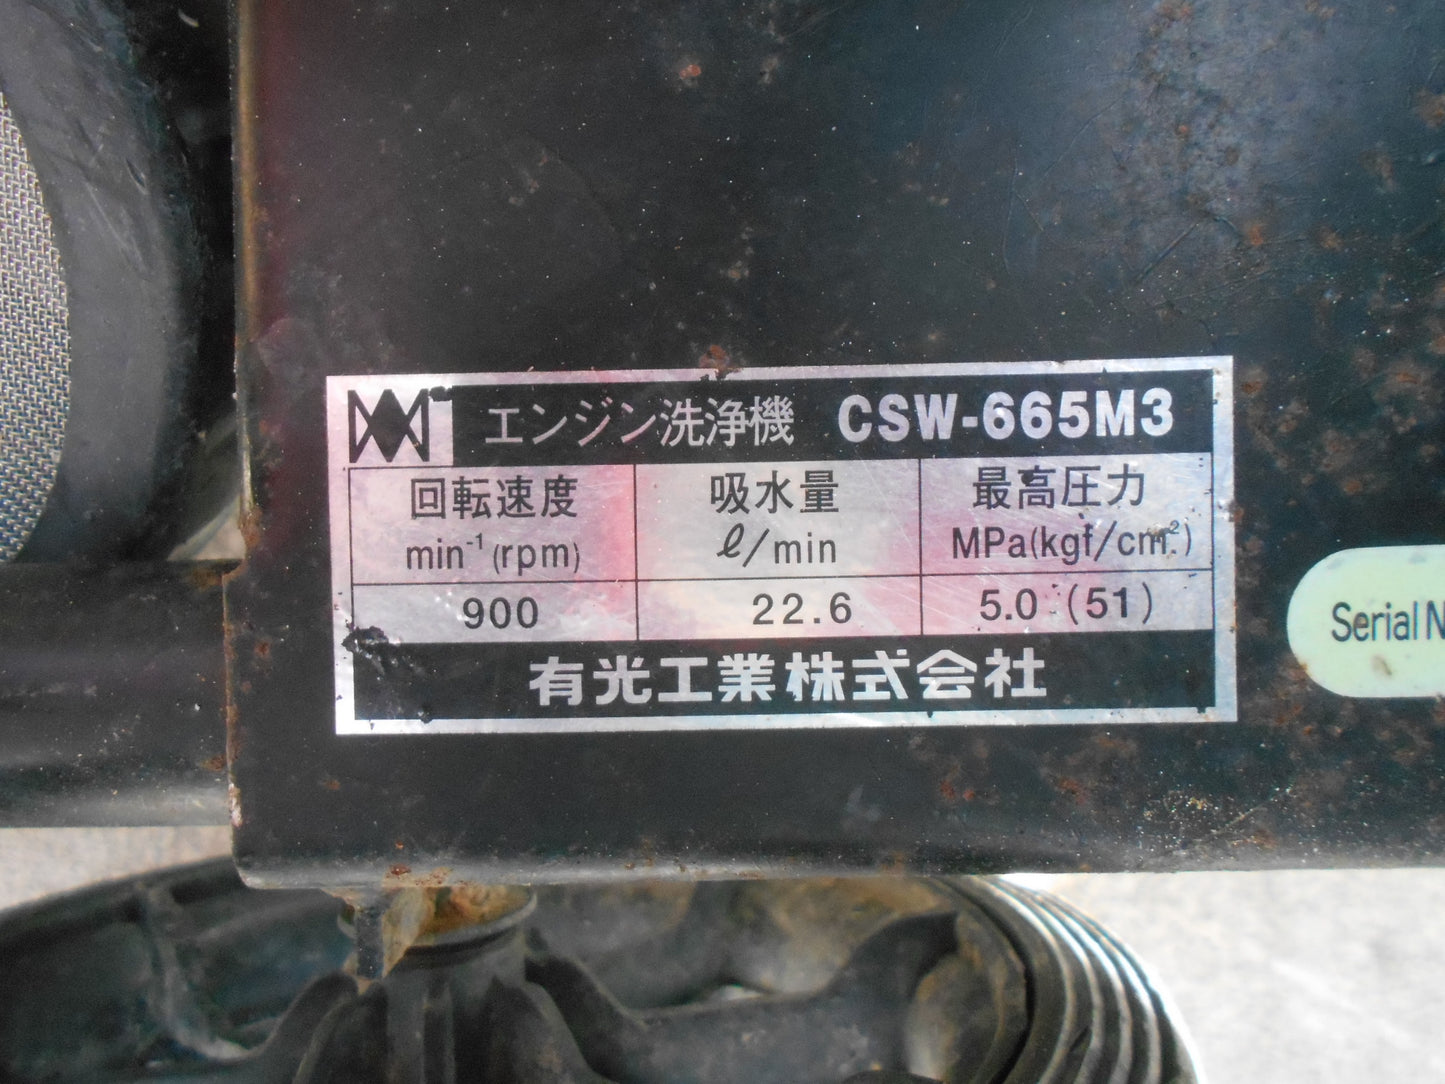 エンジン洗浄機 CSW-665M3
回転速度 吸水量 最高圧力
min⁻¹(rpm) ℓ/min MPa(kgf/cm²)
900 22.6 5.0 (51)
有光工業株式会社
Serial N